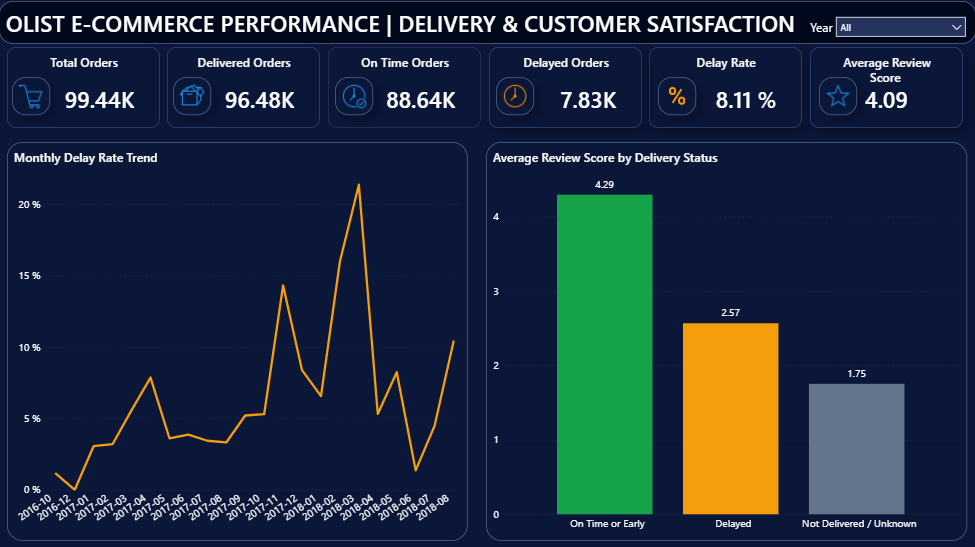 OLIST E-COMMERCE PERFORMANCE | DELIVERY & CUSTOMER SATISFACTION
Year
All
Total Orders
99.44K
Delivered Orders
96.48K
On Time Orders
88.64K
Delayed Orders
7.83K
Delay Rate
%
8.11 %
Average Review
Score
4.09
Monthly Delay Rate Trend
20 %
15 %
10 %
5 %
0 %
2016-10
2016-12
2017-01
2017-02
2017-03
2017-04
2017-05
2017-06
2017-07
2017-08
2017-09
2017-10
2017-11
2017-12
2018-01
2018-02
2018-03
2018-04
2018-05
2018-06
2018-07
2018-08
Average Review Score by Delivery Status
4
3
2
1
0
4.29
2.57
1.75
On Time or Early
Delayed
Not Delivered / Unknown